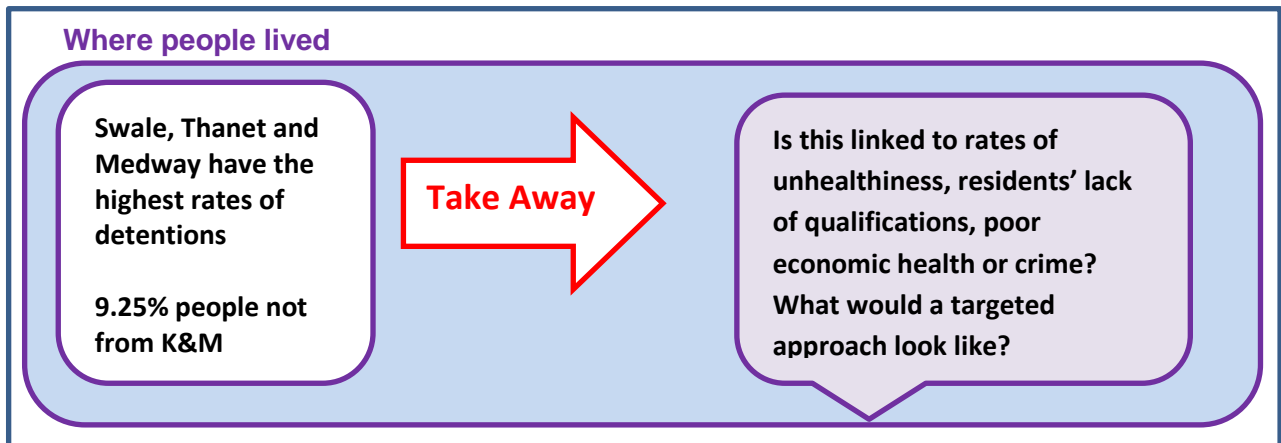 Where people lived
Swale, Thanet and
Medway have the
highest rates of
detentions
9.25% people not
from K&M
Take Away
Is this linked to rates of
unhealthiness, residents’ lack
of qualifications, poor
economic health or crime?
What would a targeted
approach look like?